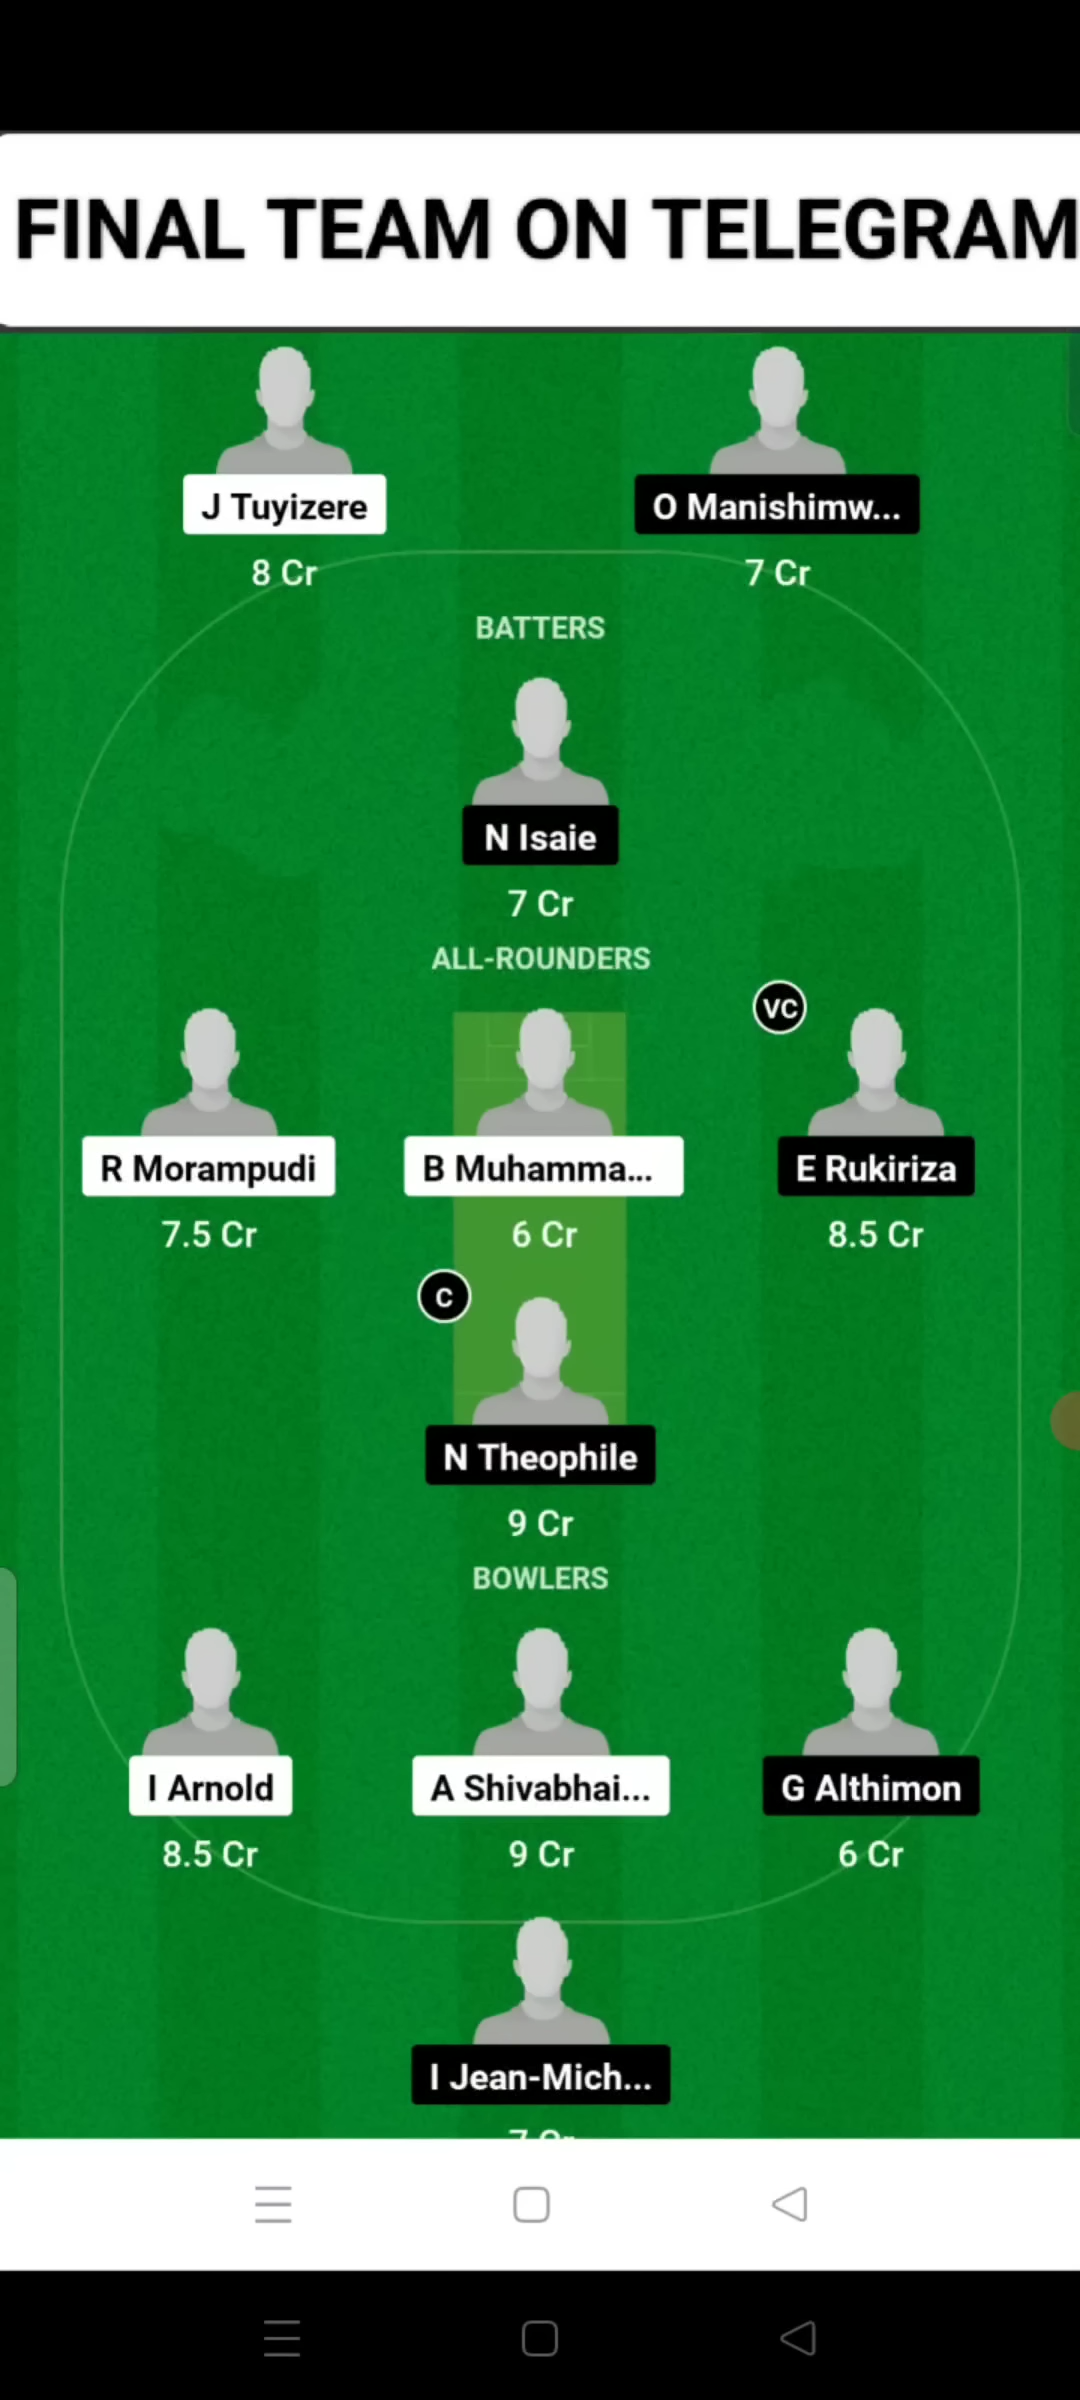 FINAL TEAM ON TELEGRAM
J Tuyizere
O Manishimw...
8 Cr
7 Cr
BATTERS
N Isaie
7 Cr
ALL-ROUNDERS
VC
R Morampudi
B Muhamma...
E Rukiriza
7.5 Cr
6 Cr
8.5 Cr
C
N Theophile
9 Cr
BOWLERS
I Arnold
A Shivabhai...
G Althimon
8.5 Cr
9 Cr
6 Cr
I Jean-Mich...
7 Cr